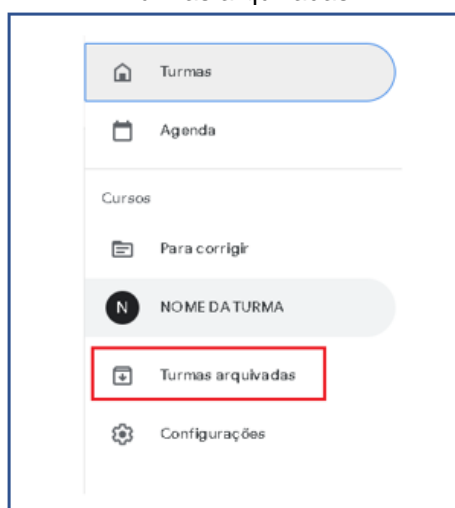 Turmas
Agenda
Cursos
Para corrigir
N NOME DA TURMA
Turmas arquivadas
Configurações